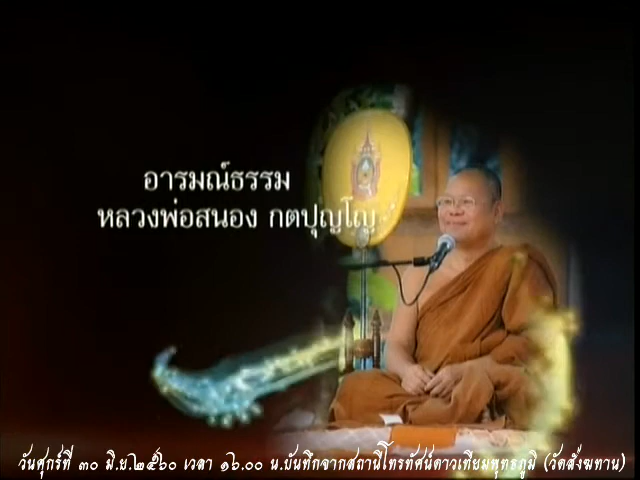 อารมณ์ธรรม
หลวงพ่อสนอง กตปุญฺโญ
วันศุกร์ที่ ๓๐ มิ.ย.๒๕๖๐ เวลา ๑๖.๐๐ น.บันทึกจากสถานีโทรทัศน์ดาวเทียมพุทธภูมิ (วัดสังฆทาน)